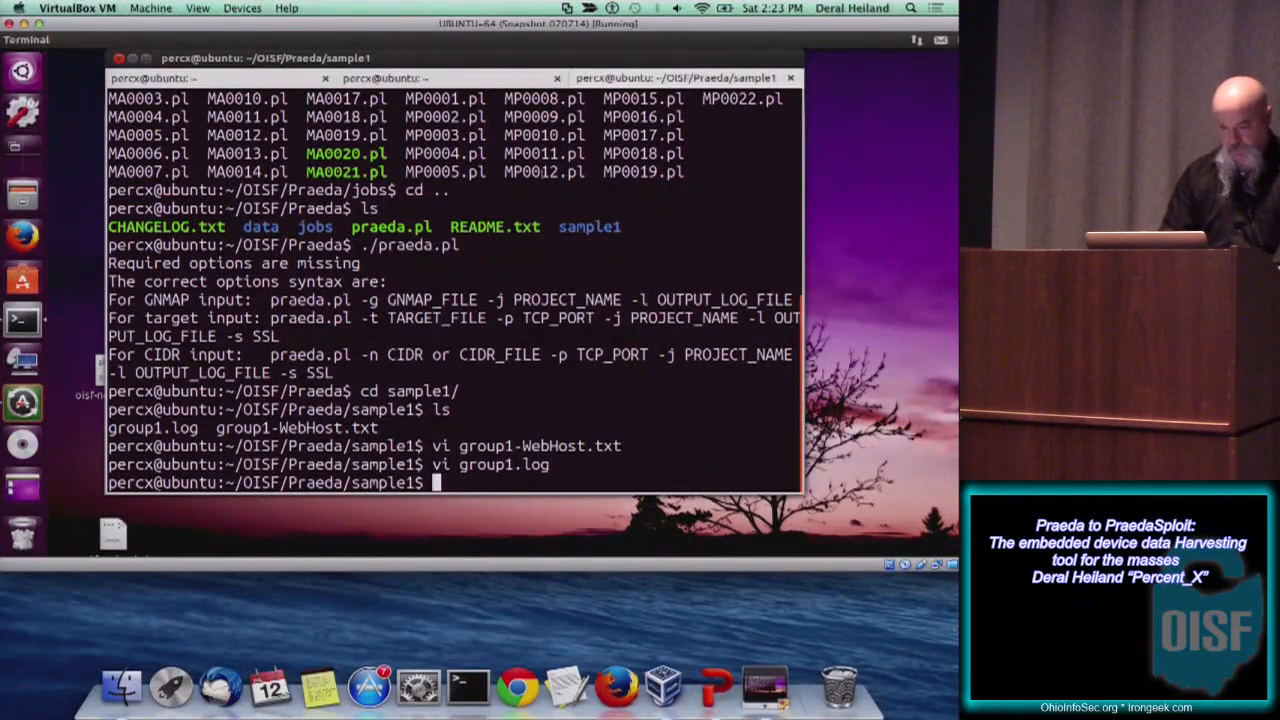 VirtualBox VM Machine View Devices Help Sat 2:23 PM Deral Heiland
UBUNTU-64 (Snapshot 070714) [Running]
Terminal
percx@ubuntu: ~/OISF/Praeda/sample1
percx@ubuntu: ~ percx@ubuntu: ~ percx@ubuntu: ~/OISF/Praeda/sample1
MA0003.pl MA0010.pl MA0017.pl MP0001.pl MP0008.pl MP0015.pl MP0022.pl
MA0004.pl MA0011.pl MA0018.pl MP0002.pl MP0009.pl MP0016.pl
MA0005.pl MA0012.pl MA0019.pl MP0003.pl MP0010.pl MP0017.pl
MA0006.pl MA0013.pl MA0020.pl MP0004.pl MP0011.pl MP0018.pl
MA0007.pl MA0014.pl MA0021.pl MP0005.pl MP0012.pl MP0019.pl
percx@ubuntu:~/OISF/Praeda/jobs$ cd ..
percx@ubuntu:~/OISF/Praeda$ ls
CHANGELOG.txt data jobs praeda.pl README.txt sample1
percx@ubuntu:~/OISF/Praeda$ ./praeda.pl
Required options are missing
The correct options syntax are:
For GNMAP input: praeda.pl -g GNMAP_FILE -j PROJECT_NAME -l OUTPUT_LOG_FILE
For target input: praeda.pl -t TARGET_FILE -p TCP_PORT -j PROJECT_NAME -l OUT
PUT_LOG_FILE -s SSL
For CIDR input: praeda.pl -n CIDR or CIDR_FILE -p TCP_PORT -j PROJECT_NAME
-l OUTPUT_LOG_FILE -s SSL
percx@ubuntu:~/OISF/Praeda$ cd sample1/
percx@ubuntu:~/OISF/Praeda/sample1$ ls
group1.log group1-WebHost.txt
percx@ubuntu:~/OISF/Praeda/sample1$ vi group1-WebHost.txt
percx@ubuntu:~/OISF/Praeda/sample1$ vi group1.log
percx@ubuntu:~/OISF/Praeda/sample1$
7
12
Praeda to PraedaSploit:
The embedded device data Harvesting
tool for the masses
Deral Heiland “Percent_X”
OISF
OhioInfoSec.org * Irongeek.com